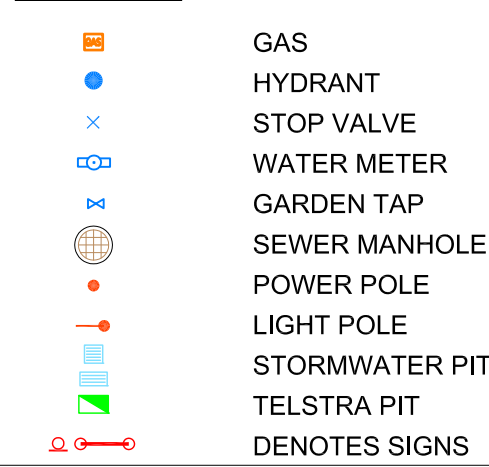 GAS GAS
HYDRANT
STOP VALVE
WATER METER
GARDEN TAP
SEWER MANHOLE
POWER POLE
LIGHT POLE
STORMWATER PIT
TELSTRA PIT
DENOTES SIGNS